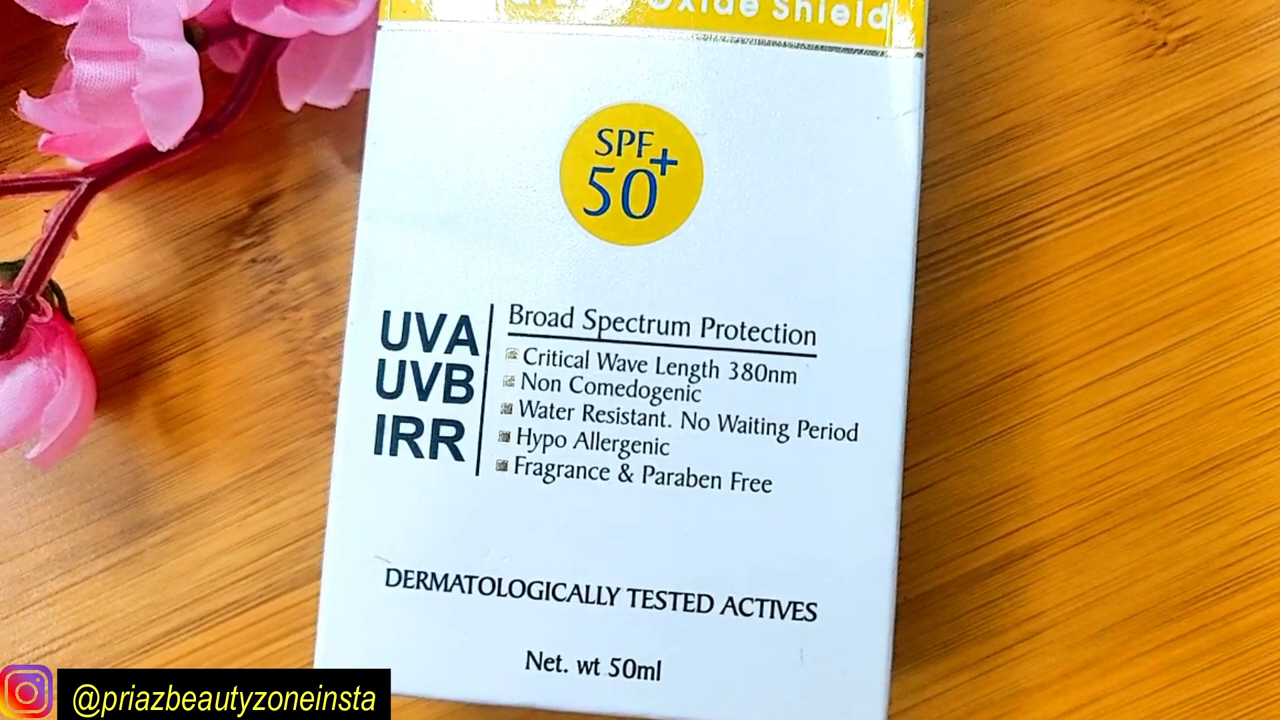 Oxide Shield
SPF
50+
UVA
UVB
IRR
Broad Spectrum Protection
Critical Wave Length 380nm
Non Comedogenic
Water Resistant. No Waiting Period
Hypo Allergenic
Fragrance & Paraben Free
DERMATOLOGICALLY TESTED ACTIVES
Net. wt 50ml
@priazbeautyzoneinsta